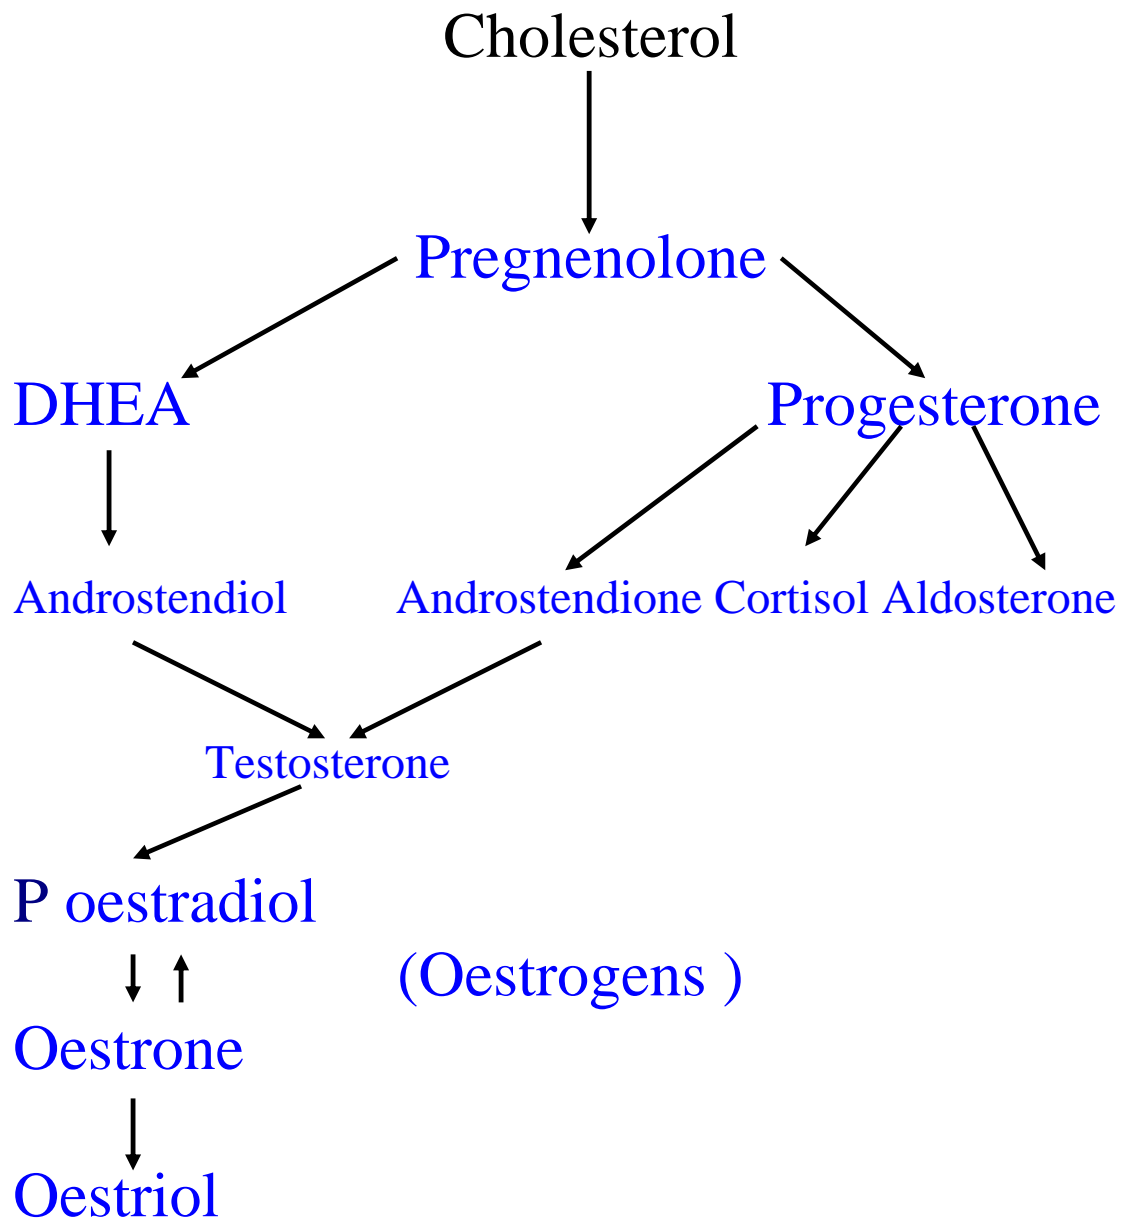 Cholesterol
Pregnenolone
DHEA Progesterone
Androstendiol Androstendione Cortisol Aldosterone
Testosterone
P oestradiol
(Oestrogens )
Oestrone
Oestriol